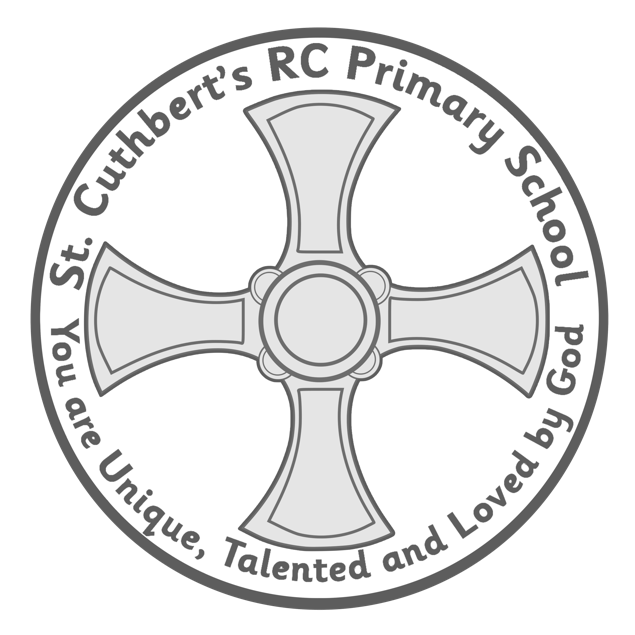 St. Cuthbert's RC Primary School
You are Unique, Talented and Loved by God